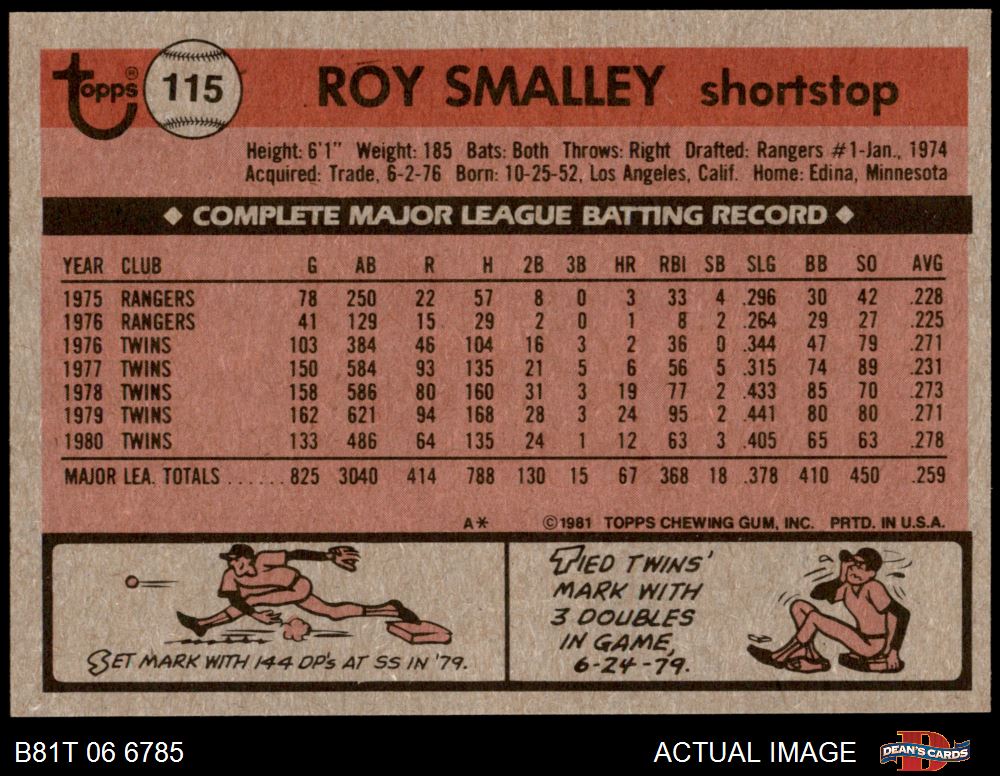 Topps® 115 ROY SMALLEY shortstop
Height: 6'1" Weight: 185 Bats: Both Throws: Right Drafted: Rangers #1-Jan., 1974
Acquired: Trade, 6-2-76 Born: 10-25-52, Los Angeles, Calif. Home: Edina, Minnesota
◆ COMPLETE MAJOR LEAGUE BATTING RECORD ◆
YEAR CLUB G AB R H 2B 3B HR RBI SB SLG BB SO AVG
1975 RANGERS 78 250 22 57 8 0 3 33 4 .296 30 42 .228
1976 RANGERS 41 129 15 29 2 0 1 8 2 .264 29 27 .225
1976 TWINS 103 384 46 104 16 3 2 36 0 .344 47 79 .271
1977 TWINS 150 584 93 135 21 5 6 56 5 .315 74 89 .231
1978 TWINS 158 586 80 160 31 3 19 77 2 .433 85 70 .273
1979 TWINS 162 621 94 168 28 3 24 95 2 .441 80 80 .271
1980 TWINS 133 486 64 135 24 1 12 63 3 .405 65 63 .278
MAJOR LEA. TOTALS ...... 825 3040 414 788 130 15 67 368 18 .378 410 450 .259
A* ©1981 TOPPS CHEWING GUM, INC. PRTD. IN U.S.A.
SET MARK WITH 144 DP's AT SS IN '79.
TIED TWINS'
MARK WITH
3 DOUBLES
IN GAME,
6-24-79.
B81T 06 6785 ACTUAL IMAGE DEAN'S CARDS